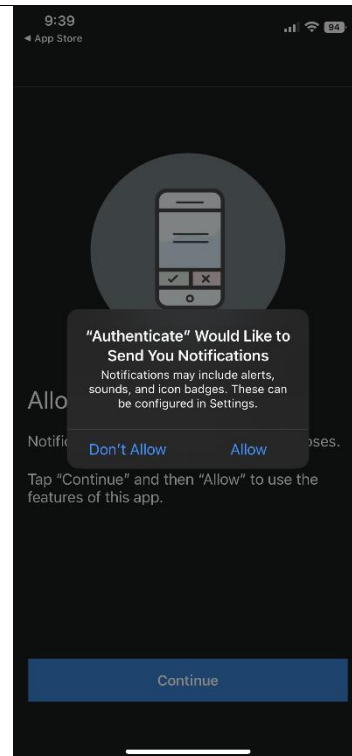 9:39
94
◀ App Store
"Authenticate" Would Like to
Send You Notifications
Notifications may include alerts,
sounds, and icon badges. These can
be configured in Settings.
Don't Allow
Allow
Allo
Notific
oses.
Tap "Continue" and then "Allow" to use the
features of this app.
Continue